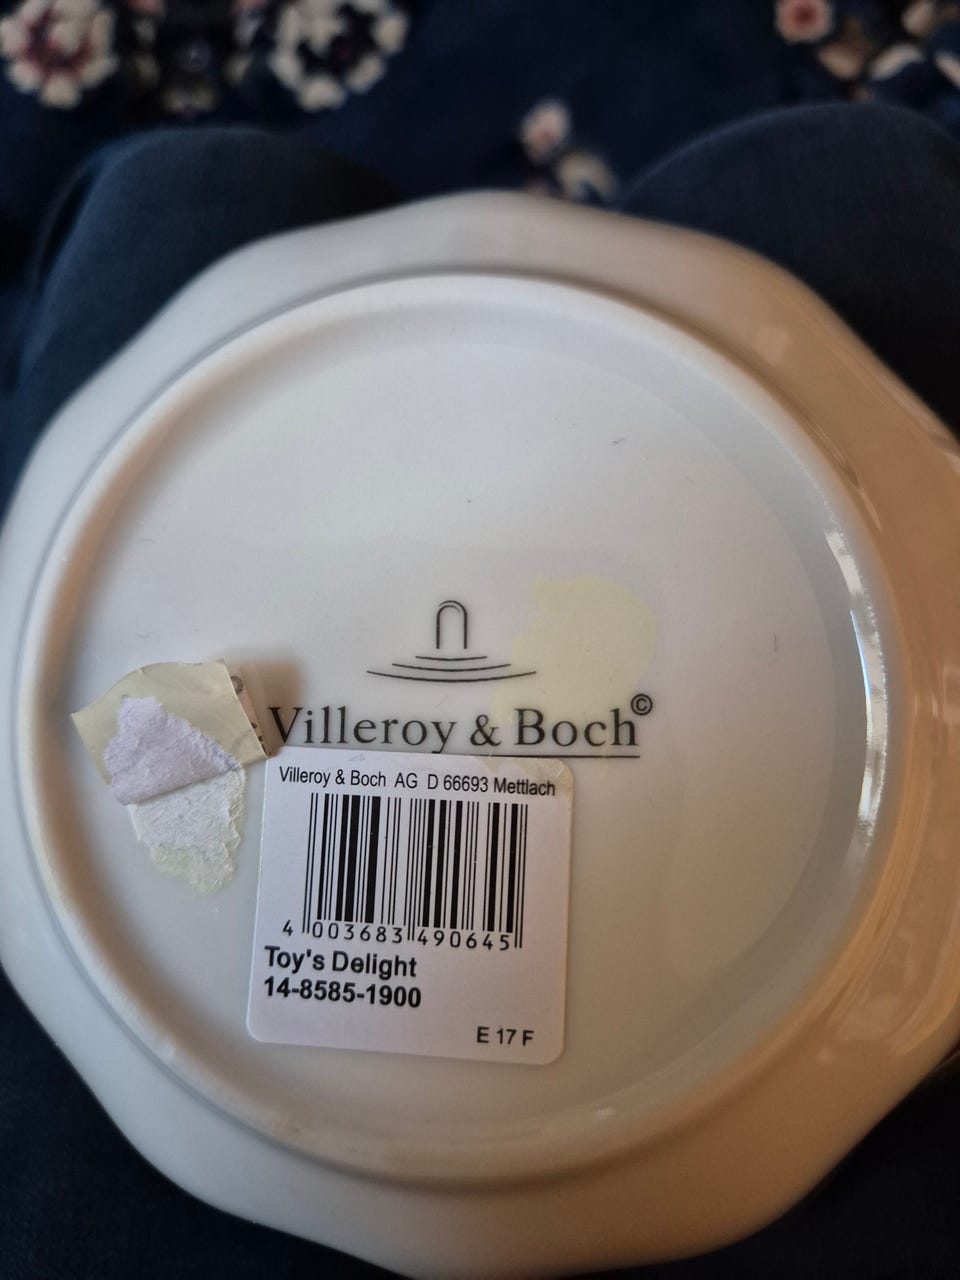 Villeroy & Boch©
Villeroy & Boch AG D 66693 Mettlach
4 003683 490645
Toy's Delight
14-8585-1900
E 17 F